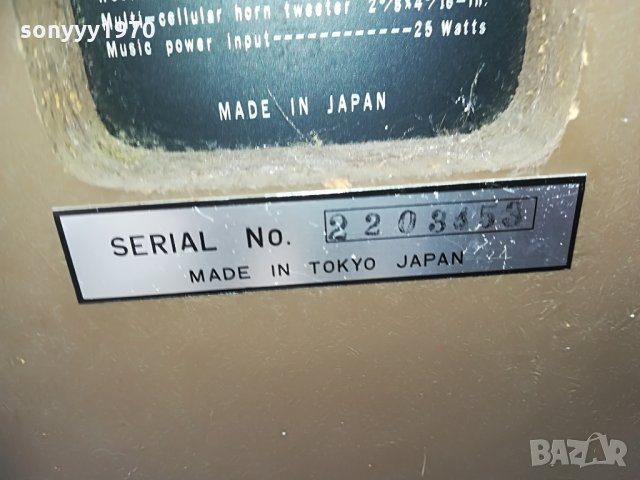 sonyyy1970
Multi-cellular horn tweeter
Music power input------------25 Watts
MADE IN JAPAN
SERIAL No. 2203453
MADE IN TOKYO JAPAN
BAZAR